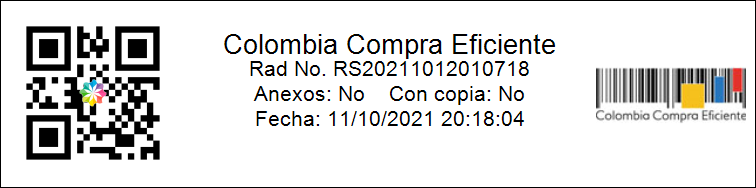 Colombia Compra Eficiente
Rad No. RS20211012010718
Anexos: No    Con copia: No
Fecha: 11/10/2021 20:18:04
Colombia Compra Eficiente